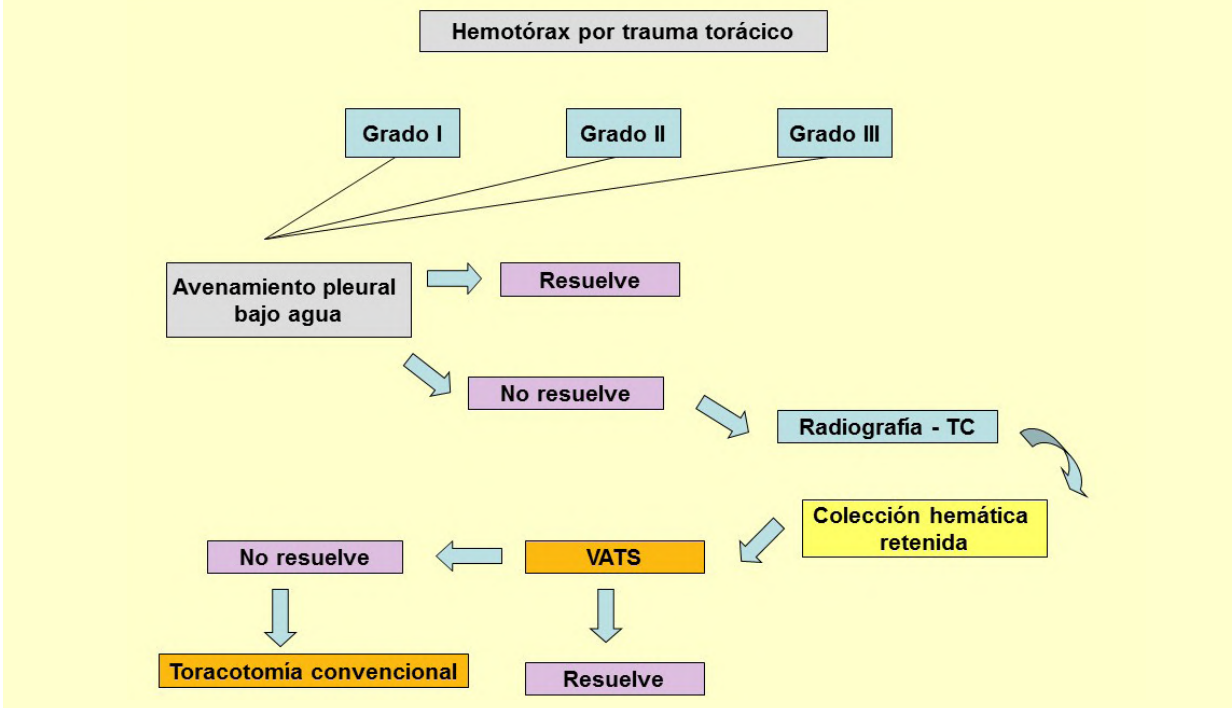 Hemotórax por trauma torácico
Grado I
Grado II
Grado III
Avenamiento pleural
bajo agua
Resuelve
No resuelve
Radiografía - TC
Colección hemática
retenida
VATS
No resuelve
Toracotomía convencional
Resuelve